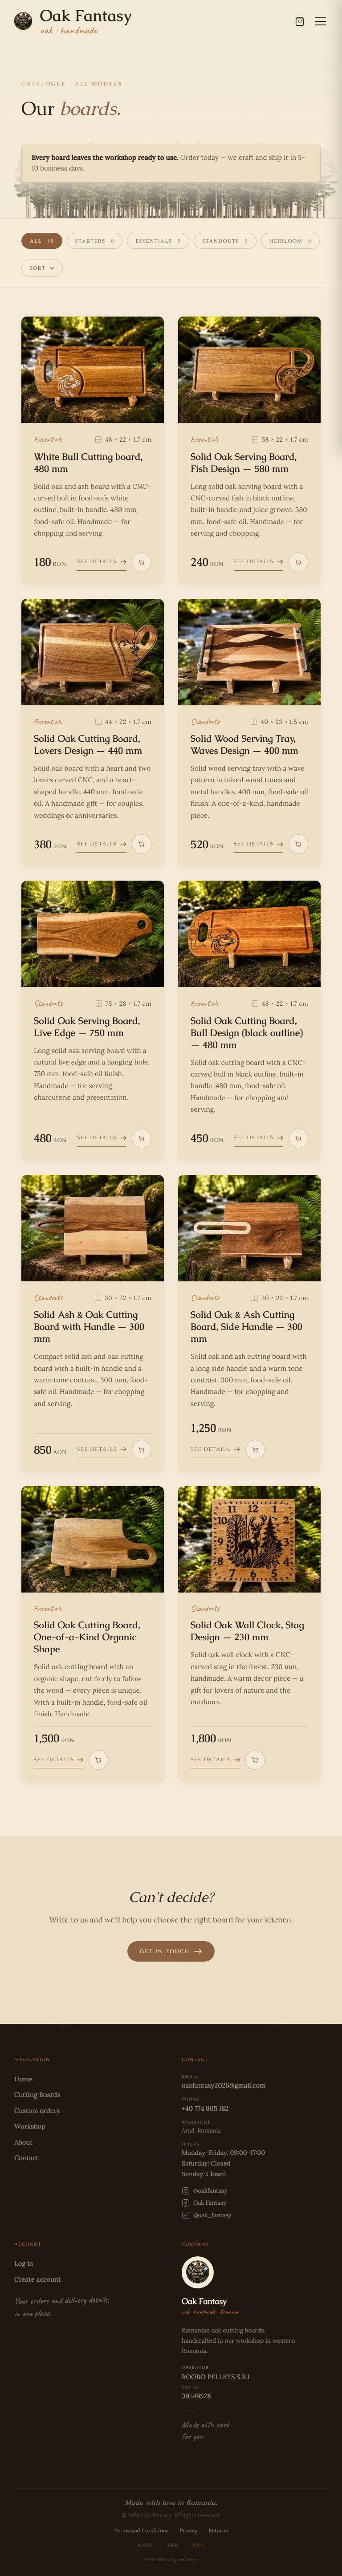 Oak Fantasy
oak · handmade
CATALOGUE · ALL MODELS
Our boards.
Every board leaves the workshop ready to use. Order today — we craft and ship it in 5–
10 business days.
ALL 10
STARTERS 0
ESSENTIALS 5
STANDOUTS 5
HEIRLOOM 0
SORT
Essentials
48 × 22 × 1.7 cm
White Bull Cutting board,
480 mm
Solid oak and ash board with a CNC-
carved bull in food-safe white
outline, built-in handle. 480 mm,
food-safe oil. Handmade — for
chopping and serving.
180 RON
SEE DETAILS →
Essentials
58 × 22 × 1.7 cm
Solid Oak Serving Board,
Fish Design — 580 mm
Long solid oak serving board with a
CNC-carved fish in black outline,
built-in handle and juice groove. 580
mm, food-safe oil. Handmade — for
serving and chopping.
240 RON
SEE DETAILS →
Essentials
44 × 22 × 1.7 cm
Solid Oak Cutting Board,
Lovers Design — 440 mm
Solid oak board with a heart and two
lovers carved CNC, and a heart-
shaped handle. 440 mm, food-safe
oil. A handmade gift — for couples,
weddings or anniversaries.
380 RON
SEE DETAILS →
Standouts
40 × 23 × 1.5 cm
Solid Wood Serving Tray,
Waves Design — 400 mm
Solid wood serving tray with a wave
pattern in mixed wood tones and
metal handles. 400 mm, food-safe oil
finish. A one-of-a-kind, handmade
piece.
520 RON
SEE DETAILS →
Standouts
75 × 28 × 1.7 cm
Solid Oak Serving Board,
Live Edge — 750 mm
Long solid oak serving board with a
natural live edge and a hanging hole.
750 mm, food-safe oil finish.
Handmade — for serving,
charcuterie and presentation.
480 RON
SEE DETAILS →
Essentials
48 × 22 × 1.7 cm
Solid Oak Cutting Board,
Bull Design (black outline)
— 480 mm
Solid oak cutting board with a CNC-
carved bull in black outline, built-in
handle. 480 mm, food-safe oil.
Handmade — for chopping and
serving.
450 RON
SEE DETAILS →
Standouts
30 × 22 × 1.7 cm
Solid Ash & Oak Cutting
Board with Handle — 300
mm
Compact solid ash and oak cutting
board with a built-in handle and a
warm tone contrast. 300 mm, food-
safe oil. Handmade — for chopping
and serving.
850 RON
SEE DETAILS →
Standouts
30 × 22 × 1.7 cm
Solid Oak & Ash Cutting
Board, Side Handle — 300
mm
Solid oak and ash cutting board with
a long side handle and a warm tone
contrast. 300 mm, food-safe oil.
Handmade — for chopping and
serving.
1,250 RON
SEE DETAILS →
Essentials
Solid Oak Cutting Board,
One-of-a-Kind Organic
Shape
Solid oak cutting board with an
organic shape, cut freely to follow
the wood — every piece is unique.
With a built-in handle, food-safe oil
finish. Handmade.
1,500 RON
SEE DETAILS →
11 12 1
10 2
9 3
8 4
7 6 5
Standouts
Solid Oak Wall Clock, Stag
Design — 230 mm
Solid oak wall clock with a CNC-
carved stag in the forest. 230 mm,
handmade. A warm decor piece — a
gift for lovers of nature and the
outdoors.
1,800 RON
SEE DETAILS →
Can't decide?
Write to us and we'll help you choose the right board for your kitchen.
GET IN TOUCH →
NAVIGATION
Home
Cutting Boards
Custom orders
Workshop
About
Contact
CONTACT
EMAIL
oakfantasy2026@gmail.com
PHONE
+40 774 905 182
WORKSHOP
Arad, Romania
HOURS
Monday–Friday: 09:00–17:00
Saturday: Closed
Sunday: Closed
@oakfantasy
Oak Fantasy
@oak_fantasy
ACCOUNT
Log in
Create account
Your orders and delivery details,
in one place.
COMPANY
Oak Fantasy
oak · handmade · Romania
Romanian oak cutting boards,
handcrafted in our workshop in western
Romania.
OPERATOR
ROOBO PELLETS S.R.L
VAT ID
39549528
Made with care
for you.
Made with love in Romania.
© 2026 Oak Fantasy. All rights reserved.
Terms and Conditions · Privacy · Returns
ANPC · SOR